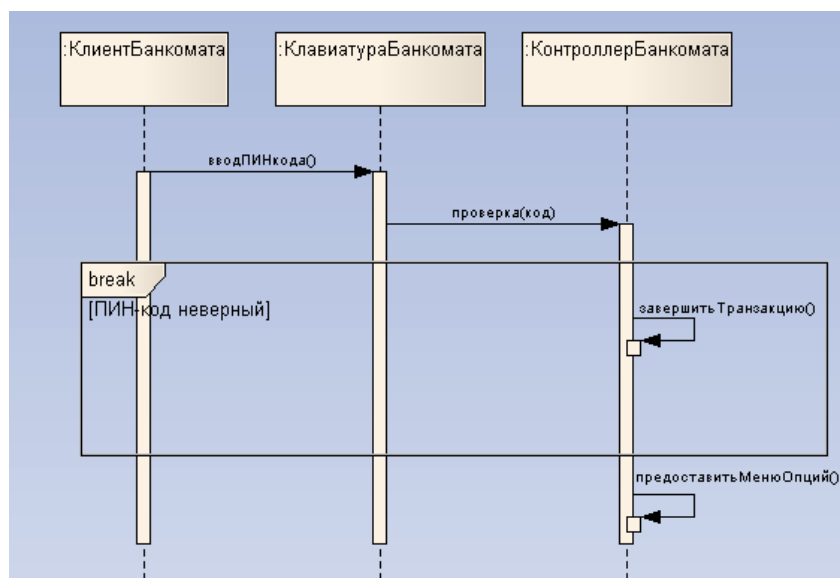 :КлиентБанкомата
:КлавиатураБанкомата
:КонтроллерБанкомата
вводПИНкода()
проверка(код)
break
[ПИН-код неверный]
завершитьТранзакцию()
предоставитьМенюОпций()